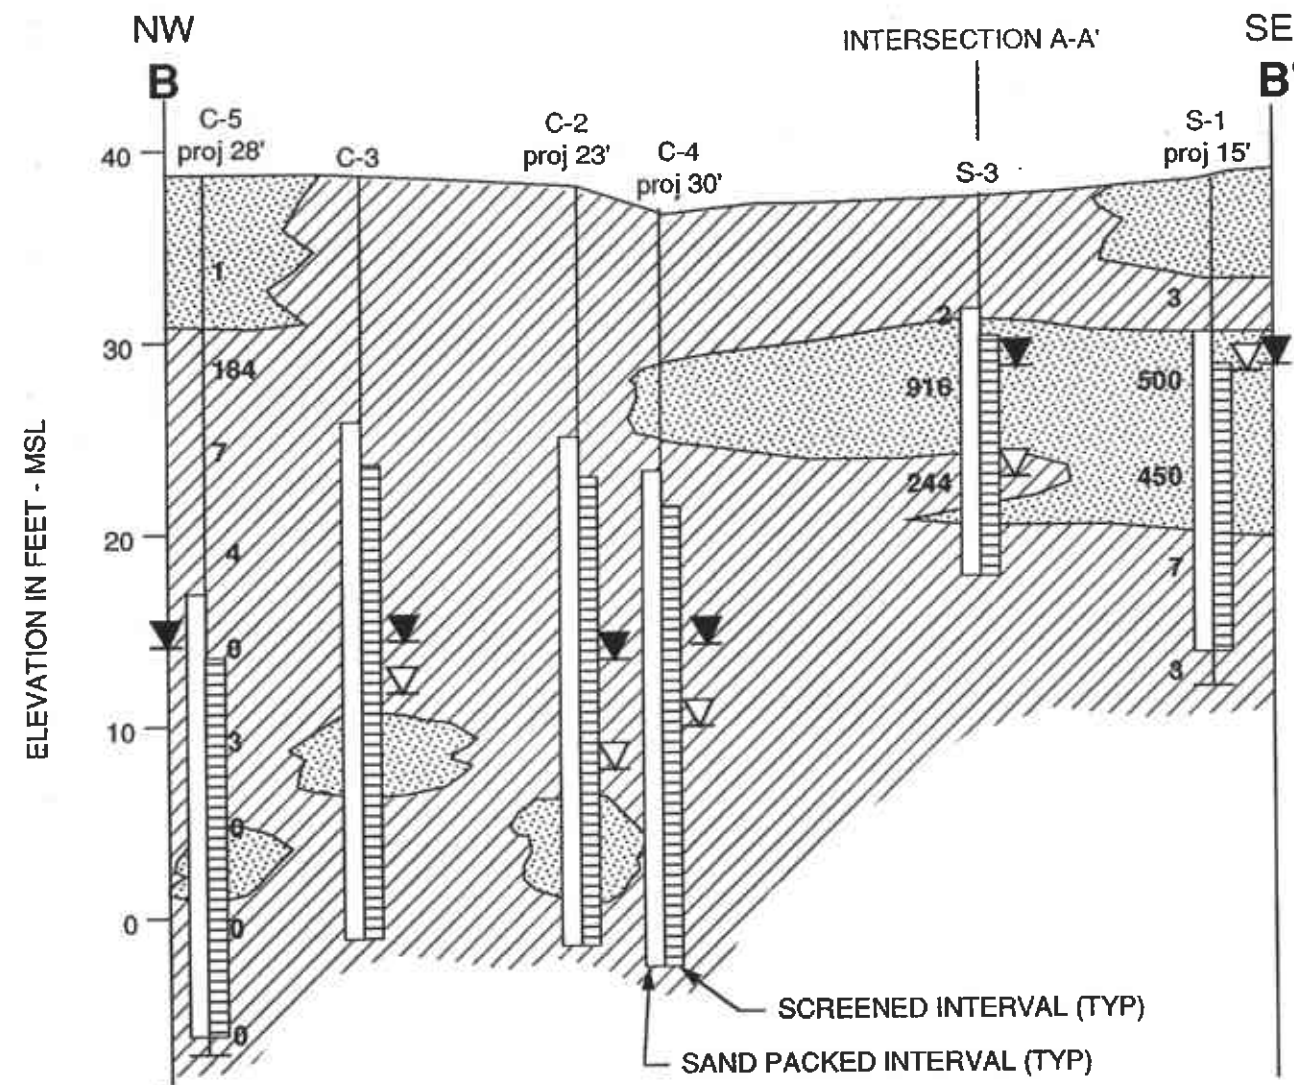 NW
SE
INTERSECTION A-A'
B
B'
C-5
proj 28'
C-3
C-2
proj 23'
C-4
proj 30'
S-3
S-1
proj 15'
40
30
20
10
0
ELEVATION IN FEET - MSL
1
184
7
4
6
3
0
0
0
2
916
244
3
500
450
7
3
SCREENED INTERVAL (TYP)
SAND PACKED INTERVAL (TYP)